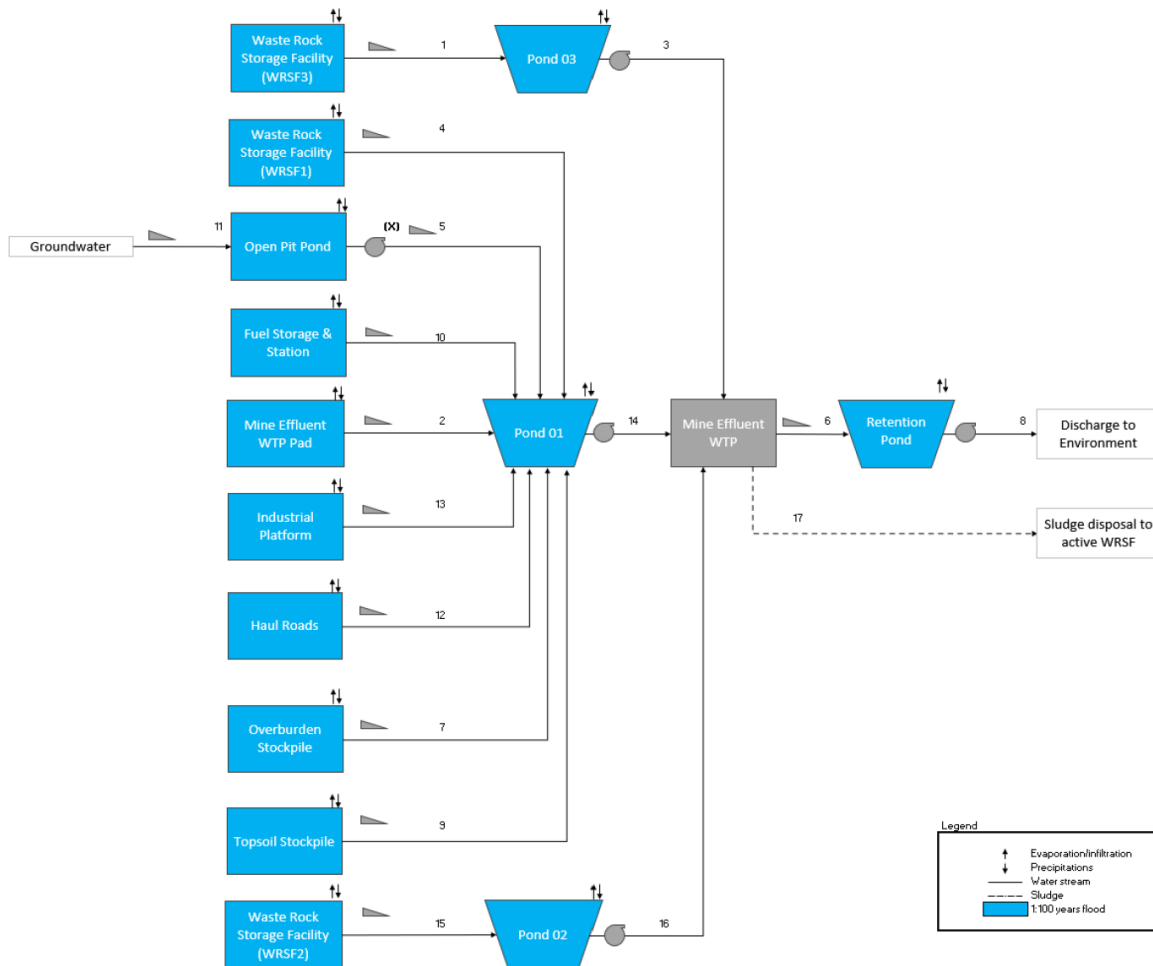 Waste Rock
Storage Facility
(WRSF3)
1
Pond 03
3
Waste Rock
Storage Facility
(WRSF1)
4
Groundwater
11
Open Pit Pond
(X)
5
Fuel Storage &
Station
10
Mine Effluent
WTP Pad
2
Pond 01
14
Mine Effluent
WTP
6
Retention
Pond
8
Discharge to
Environment
Industrial
Platform
13
17
Sludge disposal to
active WRSF
Haul Roads
12
Overburden
Stockpile
7
Topsoil Stockpile
9
Waste Rock
Storage Facility
(WRSF2)
15
Pond 02
16
Legend
Evaporation/infiltration
Precipitations
Water stream
Sludge
1:100 years flood